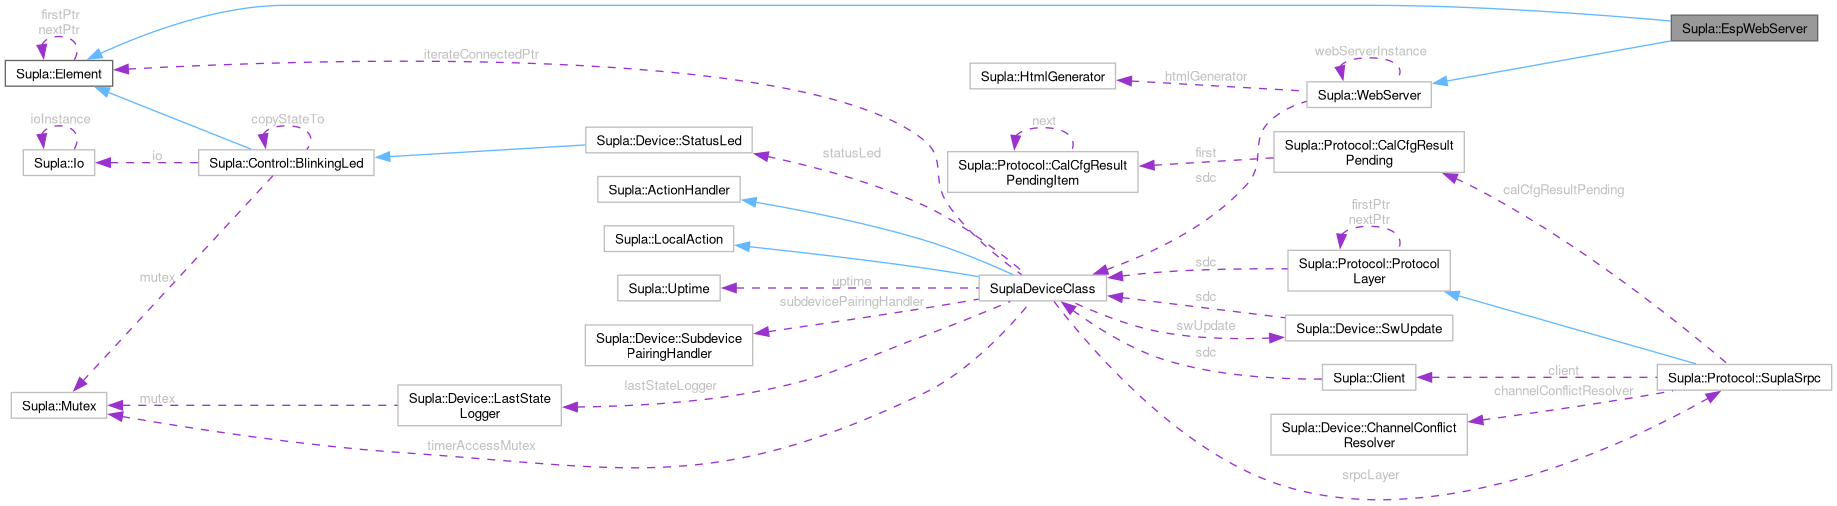 firstPtr
nextPtr
Supla::EspWebServer
iterateConnectedPtr
webServerInstance
Supla::Element
Supla::HtmlGenerator
htmlGenerator
Supla::WebServer
ioInstance
copyStateTo
next
Supla::Io
io
Supla::Control::BlinkingLed
Supla::Device::StatusLed
statusLed
Supla::Protocol::CalCfgResult
PendingItem
first
sdc
Supla::Protocol::CalCfgResult
Pending
Supla::ActionHandler
calCfgResultPending
firstPtr
nextPtr
Supla::LocalAction
mutex
Supla::Uptime
uptime
SuplaDeviceClass
sdc
Supla::Protocol::Protocol
Layer
subdevicePairingHandler
sdc
Supla::Device::Subdevice
PairingHandler
swUpdate
Supla::Device::SwUpdate
sdc
lastStateLogger
Supla::Client
client
Supla::Protocol::SuplaSrpc
channelConflictResolver
Supla::Mutex
mutex
Supla::Device::LastState
Logger
Supla::Device::ChannelConflict
Resolver
timerAccessMutex
srpcLayer